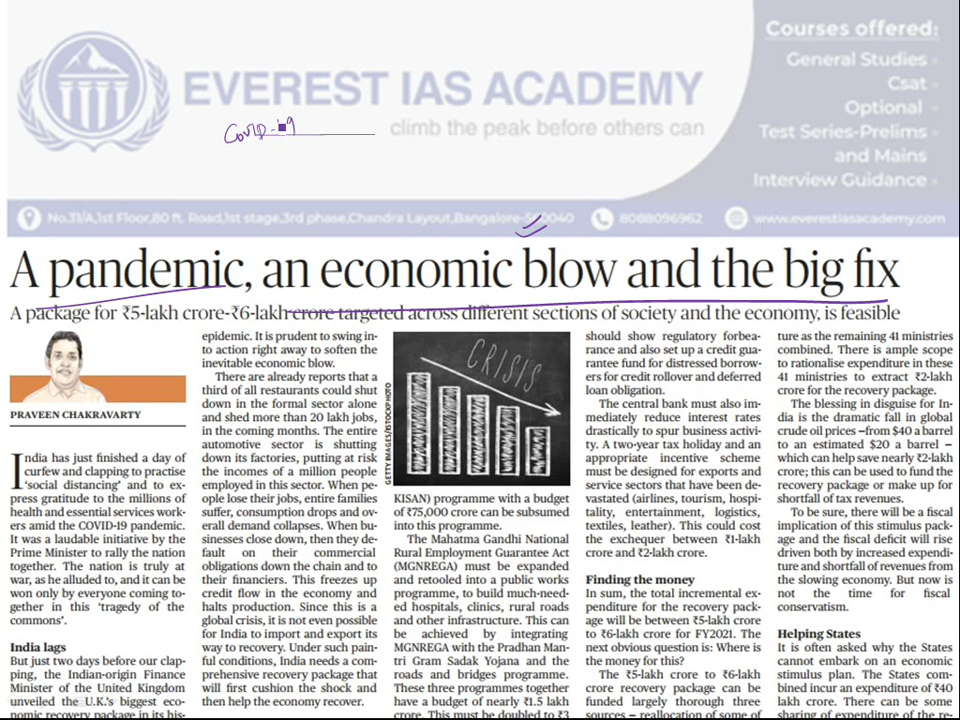 EVEREST IAS ACADEMY
climb the peak before others can
COVID-19
Courses offered:
General Studies
Csat
Optional
Test Series-Prelims
and Mains
Interview Guidance
No.31/A,1st Floor,80 ft. Road,1st stage,3rd phase,Chandra Layout,Bangalore-560040
8088096962
www.everestiasacademy.com
A pandemic, an economic blow and the big fix
A package for ₹5-lakh crore-₹6-lakh crore targeted across different sections of society and the economy, is feasible
PRAVEEN CHAKRAVARTY
India has just finished a day of
curfew and clapping to practise
‘social distancing’ and to ex-
press gratitude to the millions of
health and essential services work-
ers amid the COVID-19 pandemic.
It was a laudable initiative by the
Prime Minister to rally the nation
together. The nation is truly at
war, as he alluded to, and it can be
won only by everyone coming to-
gether in this ‘tragedy of the
commons’.
India lags
But just two days before our clap-
ping, the Indian-origin Finance
Minister of the United Kingdom
unveiled the U.K.’s biggest eco-
nomic recovery package in its his-
epidemic. It is prudent to swing in-
to action right away to soften the
inevitable economic blow.
There are already reports that a
third of all restaurants could shut
down in the formal sector alone
and shed more than 20 lakh jobs,
in the coming months. The entire
automotive sector is shutting
down its factories, putting at risk
the incomes of a million people
employed in this sector. When peo-
ple lose their jobs, entire families
suffer, consumption drops and ov-
erall demand collapses. When bu-
sinesses close down, then they de-
fault on their commercial
obligations down the chain and to
their financiers. This freezes up
credit flow in the economy and
halts production. Since this is a
global crisis, it is not even possible
for India to import and export its
way to recovery. Under such pain-
ful conditions, India needs a com-
prehensive recovery package that
will first cushion the shock and
then help the economy recover.
GETTY IMAGES/ISTOCKPHOTO
CRISIS
KISAN) programme with a budget
of ₹75,000 crore can be subsumed
into this programme.
The Mahatma Gandhi National
Rural Employment Guarantee Act
(MGNREGA) must be expanded
and retooled into a public works
programme, to build much-need-
ed hospitals, clinics, rural roads
and other infrastructure. This can
be achieved by integrating
MGNREGA with the Pradhan Man-
tri Gram Sadak Yojana and the
roads and bridges programme.
These three programmes together
have a budget of nearly ₹1.5 lakh
crore. This must be doubled to ₹3
should show regulatory forbea-
rance and also set up a credit gua-
rantee fund for distressed borrow-
ers for credit rollover and deferred
loan obligation.
The central bank must also im-
mediately reduce interest rates
drastically to spur business activi-
ty. A two-year tax holiday and an
appropriate incentive scheme
must be designed for exports and
service sectors that have been de-
vastated (airlines, tourism, hospi-
tality, entertainment, logistics,
textiles, leather). This could cost
the exchequer between ₹1-lakh
crore and ₹2-lakh crore.
Finding the money
In sum, the total incremental ex-
penditure for the recovery pack-
age will be between ₹5-lakh crore
to ₹6-lakh crore for FY2021. The
next obvious question is: Where is
the money for this?
The ₹5-lakh crore to ₹6-lakh
crore recovery package can be
funded largely thorough three
sources — reallocation of some of
ture as the remaining 41 ministries
combined. There is ample scope
to rationalise expenditure in these
41 ministries to extract ₹2-lakh
crore for the recovery package.
The blessing in disguise for In-
dia is the dramatic fall in global
crude oil prices —from $40 a barrel
to an estimated $20 a barrel —
which can help save nearly ₹2-lakh
crore; this can be used to fund the
recovery package or make up for
shortfall of tax revenues.
To be sure, there will be a fiscal
implication of this stimulus pack-
age and the fiscal deficit will rise
driven both by increased expendi-
ture and shortfall of revenues from
the slowing economy. But now is
not the time for fiscal
conservatism.
Helping States
It is often asked why the States
cannot embark on an economic
stimulus plan. The States com-
bined incur an expenditure of ₹40
lakh crore. There can be some
sharing of expenditure of the re-